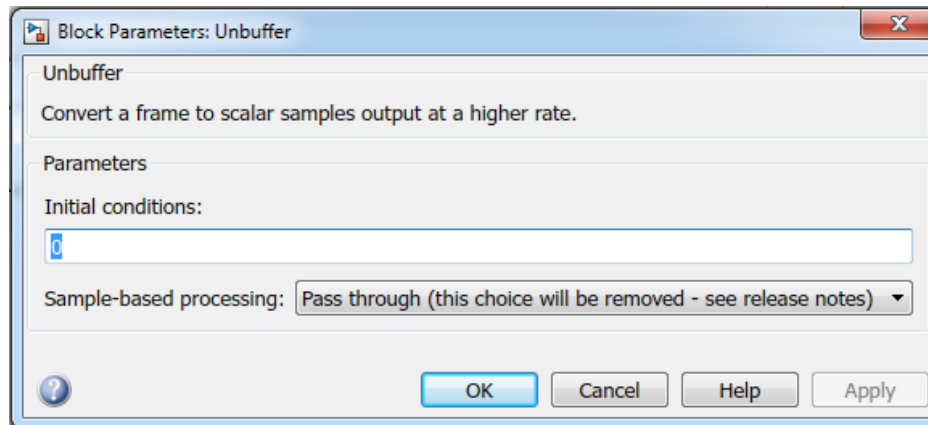 Block Parameters: Unbuffer
X
Unbuffer
Convert a frame to scalar samples output at a higher rate.
Parameters
Initial conditions:
0
Sample-based processing: Pass through (this choice will be removed - see release notes)
? OK Cancel Help Apply